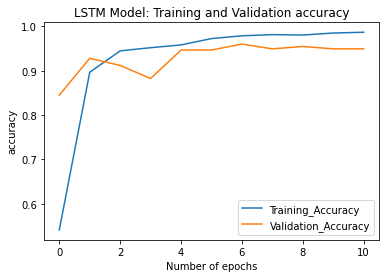 LSTM Model: Training and Validation accuracy
1.0
0.9
0.8
0.7
0.6
accuracy
Training_Accuracy
Validation_Accuracy
0 2 4 6 8 10
Number of epochs